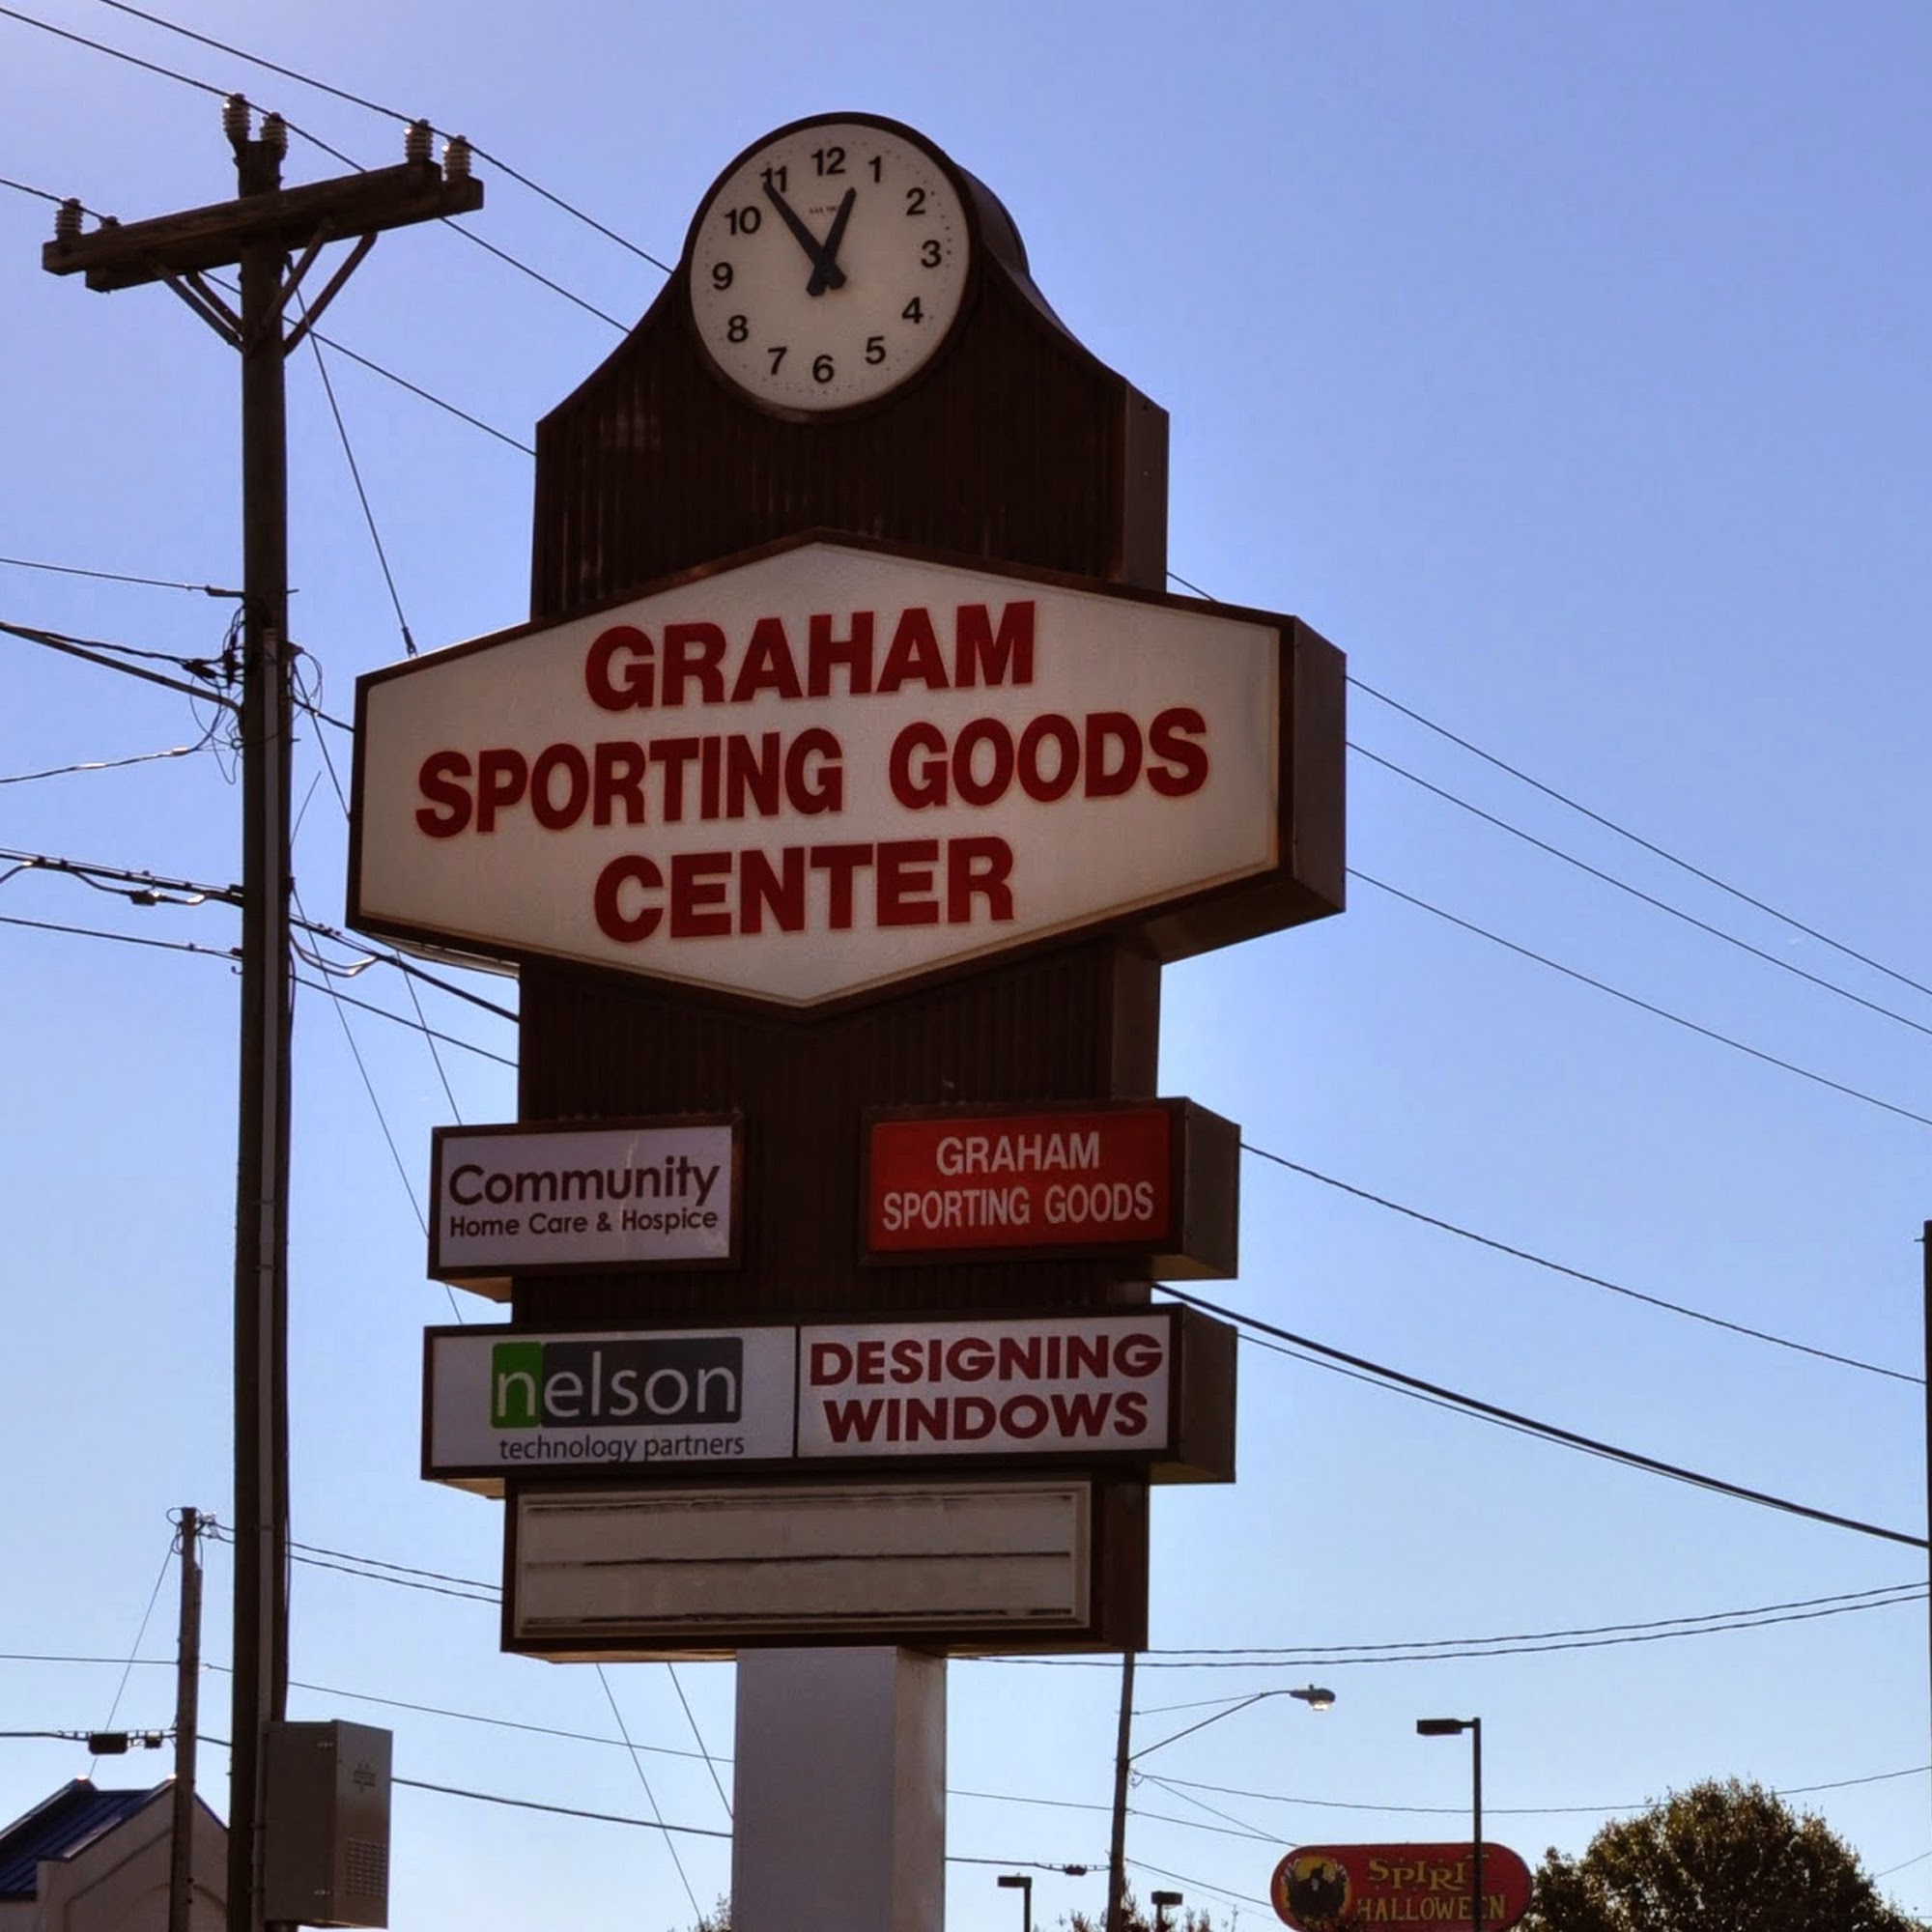 12
11
1
10
2
9
3
8
4
7
5
6
GRAHAM
SPORTING GOODS
CENTER
Community
Home Care & Hospice
GRAHAM
SPORTING GOODS
nelson
technology partners
DESIGNING
WINDOWS
SPIRIT
HALLOWEEN